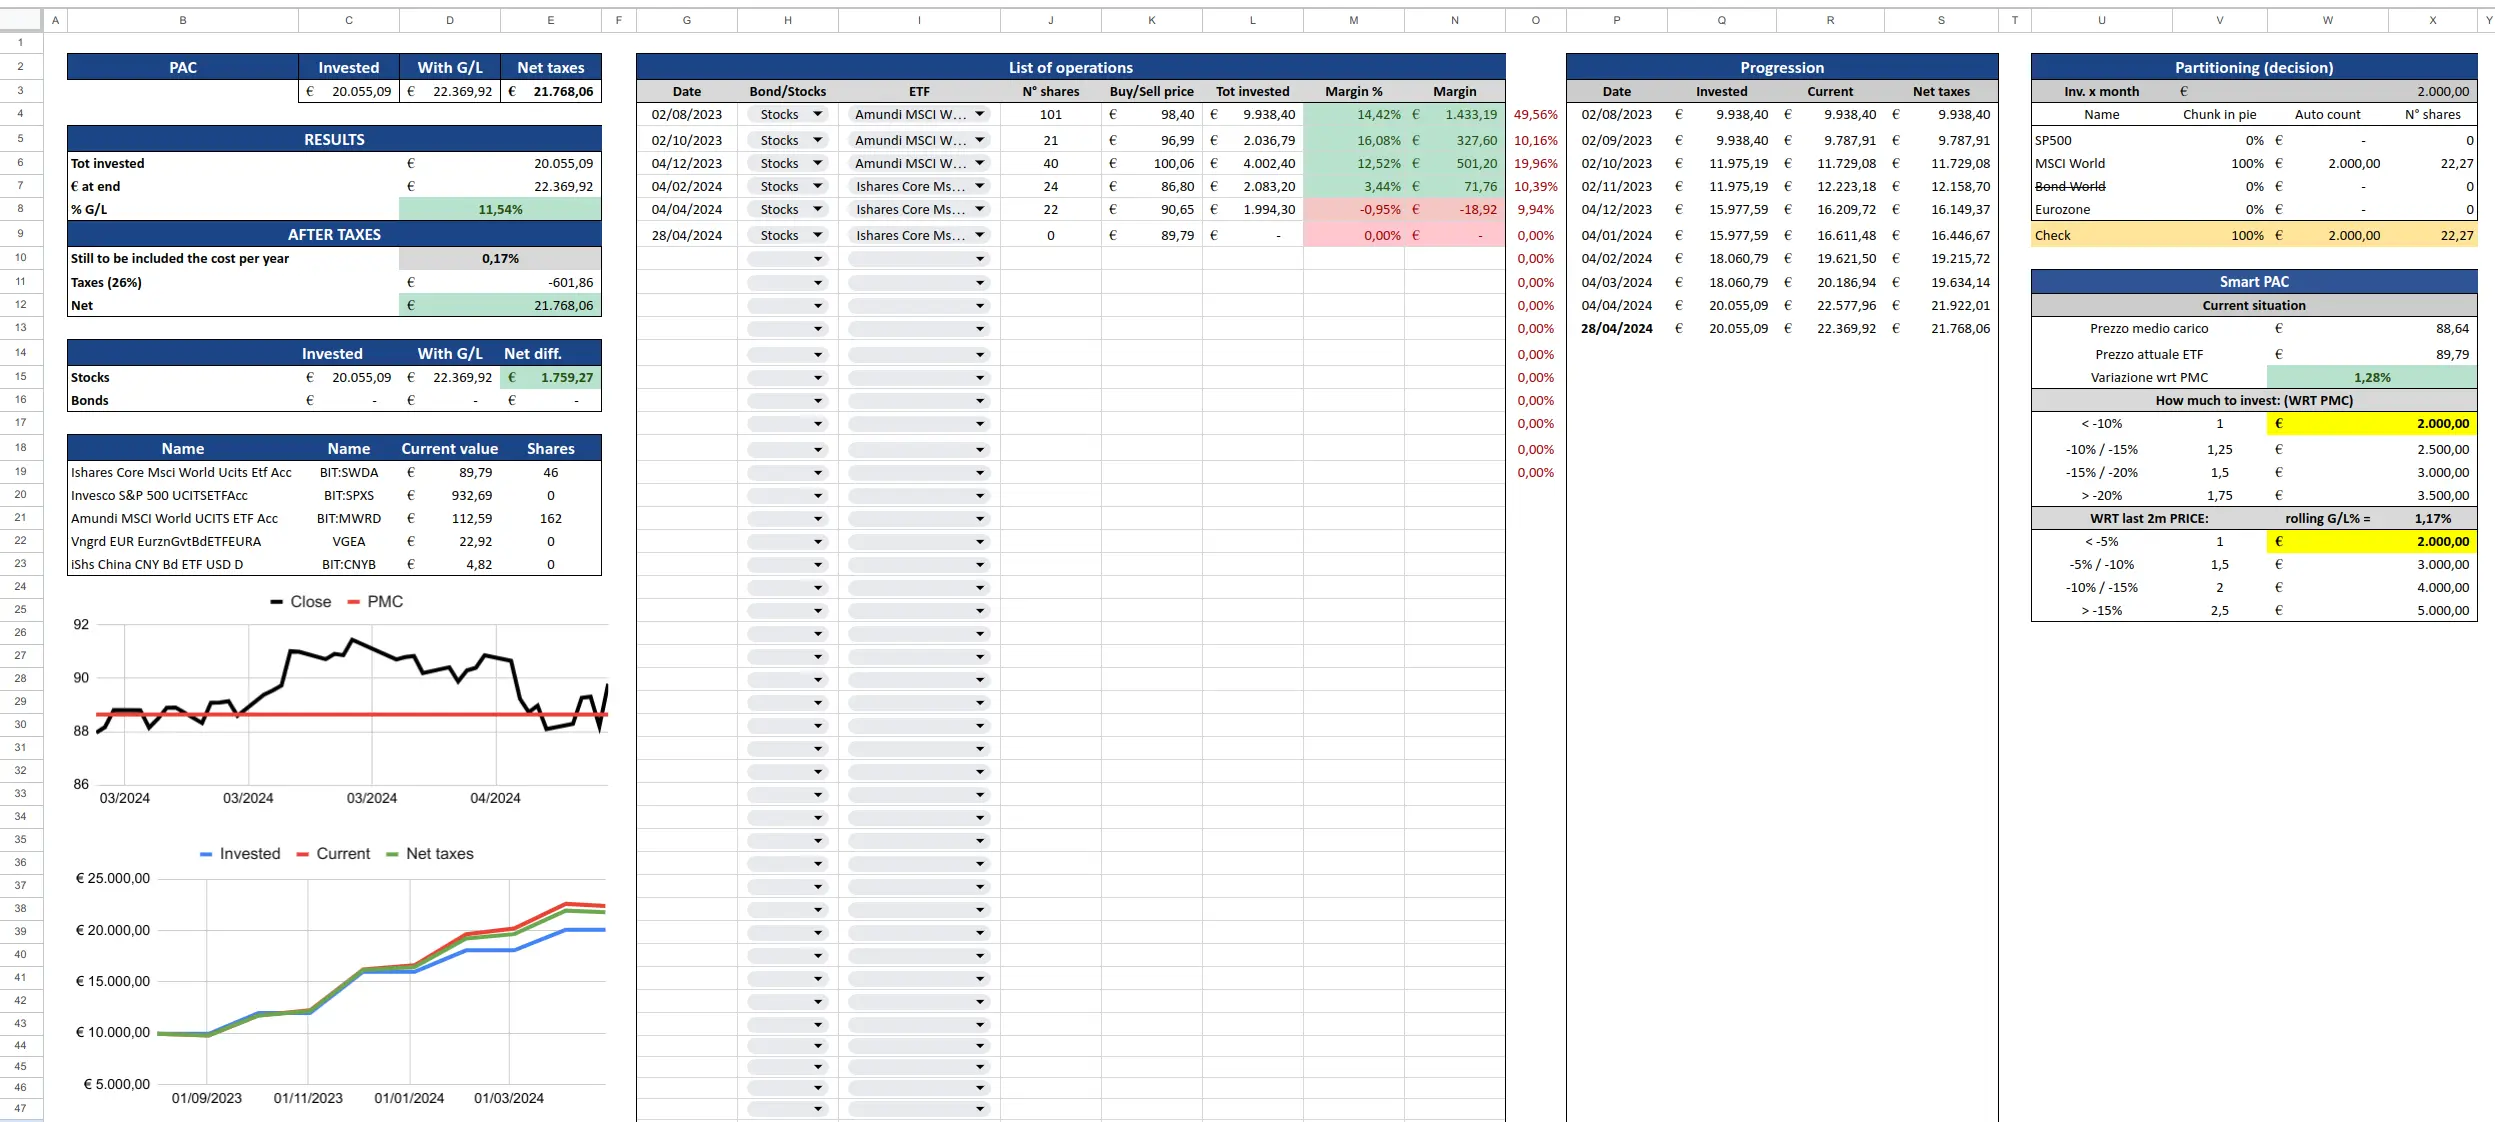 A B C D E F G H I J K L M N O P Q R S T U V W X Y
1
2 PAC Invested With G/L Net taxes List of operations Progression Partitioning (decision)
3 € 20.055,09 € 22.369,92 € 21.768,06 Date Bond/Stocks ETF N° shares Buy/Sell price Tot invested Margin % Margin Date Invested Current Net taxes Inv. x month € 2.000,00
4 02/08/2023 Stocks Amundi MSCI W... 101 € 98,40 € 9.938,40 14,42% € 1.433,19 49,56% 02/08/2023 € 9.938,40 € 9.938,40 € 9.938,40 Name Chunk in pie Auto count N° shares
5 RESULTS 02/10/2023 Stocks Amundi MSCI W... 21 € 96,99 € 2.036,79 16,08% € 327,60 10,16% 02/09/2023 € 9.938,40 € 9.787,91 € 9.787,91 SP500 0% € - 0
6 Tot invested € 20.055,09 04/12/2023 Stocks Amundi MSCI W... 40 € 100,06 € 4.002,40 12,52% € 501,20 19,96% 02/10/2023 € 11.975,19 € 11.729,08 € 11.729,08 MSCI World 100% € 2.000,00 22,27
7 € at end € 22.369,92 04/02/2024 Stocks Ishares Core Ms... 24 € 86,80 € 2.083,20 3,44% € 71,76 10,39% 02/11/2023 € 11.975,19 € 12.223,18 € 12.158,70 Bond World 0% € - 0
8 % G/L 11,54% 04/04/2024 Stocks Ishares Core Ms... 22 € 90,65 € 1.994,30 -0,95% € -18,92 9,94% 04/12/2023 € 15.977,59 € 16.209,72 € 16.149,37 Eurozone 0% € - 0
9 AFTER TAXES 28/04/2024 Stocks Ishares Core Ms... 0 € 89,79 € - 0,00% € - 0,00% 04/01/2024 € 15.977,59 € 16.611,48 € 16.446,67 Check 100% € 2.000,00 22,27
10 Still to be included the cost per year 0,17% 0,00% 04/02/2024 € 18.060,79 € 19.621,50 € 19.215,72
11 Taxes (26%) € -601,86 0,00% 04/03/2024 € 18.060,79 € 20.186,94 € 19.634,14 Smart PAC
12 Net € 21.768,06 0,00% 04/04/2024 € 20.055,09 € 22.577,96 € 21.922,01 Current situation
13 0,00% 28/04/2024 € 20.055,09 € 22.369,92 € 21.768,06 Prezzo medio carico € 88,64
14 Invested With G/L Net diff. 0,00% Prezzo attuale ETF € 89,79
15 Stocks € 20.055,09 € 22.369,92 € 1.759,27 0,00% Variazione wrt PMC 1,28%
16 Bonds € - € - € - 0,00% How much to invest: (WRT PMC)
17 0,00% < -10% 1 € 2.000,00
18 Name Name Current value Shares 0,00% -10% / -15% 1,25 € 2.500,00
19 Ishares Core Msci World Ucits Etf Acc BIT:SWDA € 89,79 46 0,00% -15% / -20% 1,5 € 3.000,00
20 Invesco S&P 500 UCITSETFAcc BIT:SPXS € 932,69 0 > -20% 1,75 € 3.500,00
21 Amundi MSCI World UCITS ETF Acc BIT:MWRD € 112,59 162 WRT last 2m PRICE: rolling G/L% = 1,17%
22 Vngrd EUR EurznGvtBdETFEURA VGEA € 22,92 0 < -5% 1 € 2.000,00
23 iShs China CNY Bd ETF USD D BIT:CNYB € 4,82 0 -5% / -10% 1,5 € 3.000,00
24 -10% / -15% 2 € 4.000,00
25 Close PMC > -15% 2,5 € 5.000,00
26 92
27
28 90
29
30 88
31
32
33 86
03/2024 03/2024 03/2024 04/2024
34
35
36 Invested Current Net taxes
37 € 25.000,00
38
39 € 20.000,00
40
41 € 15.000,00
42
43 € 10.000,00
44
45
46 € 5.000,00
47 01/09/2023 01/11/2023 01/01/2024 01/03/2024